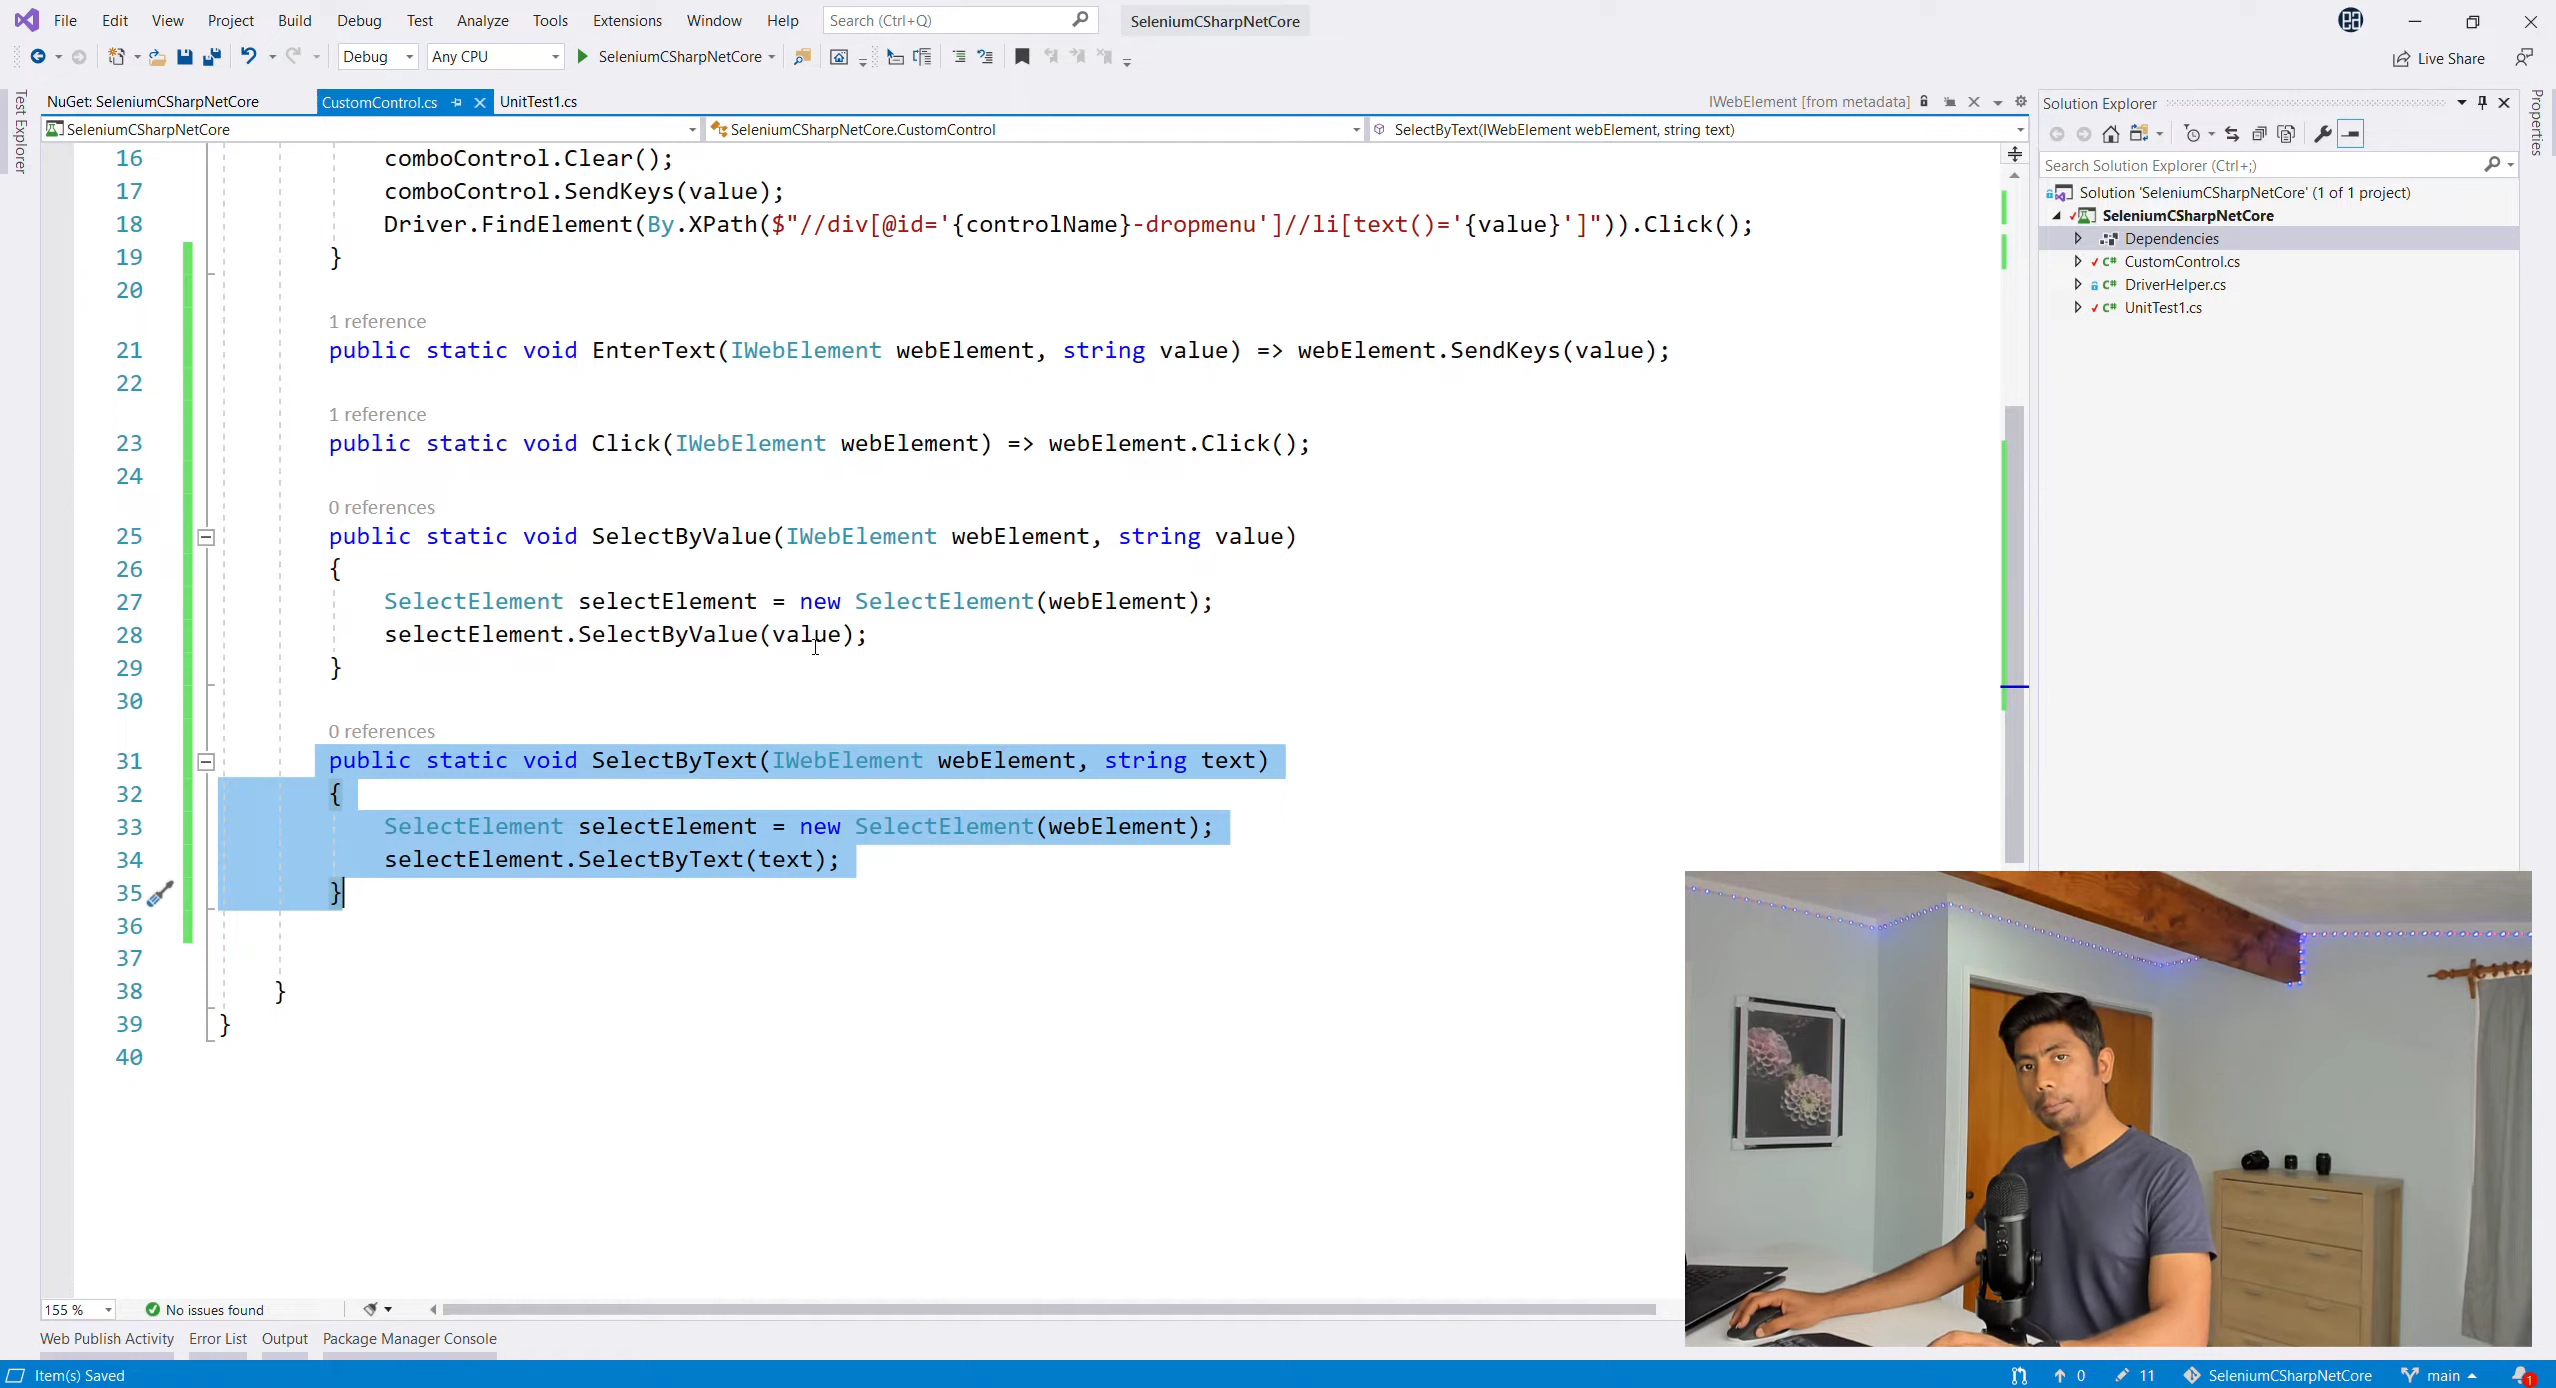 File Edit View Project Build Debug Test Analyze Tools Extensions Window Help Search (Ctrl+Q) SeleniumCSharpNetCore
Debug Any CPU SeleniumCSharpNetCore Live Share
NuGet: SeleniumCSharpNetCore CustomControl.cs UnitTest1.cs IWebElement [from metadata]
SeleniumCSharpNetCore SeleniumCSharpNetCore.CustomControl SelectByText(IWebElement webElement, string text)
Test Explorer
16 comboControl.Clear();
17 comboControl.SendKeys(value);
18 Driver.FindElement(By.XPath($"//div[@id='{controlName}-dropmenu']//li[text()='{value}']")).Click();
19 }
20
1 reference
21 public static void EnterText(IWebElement webElement, string value) => webElement.SendKeys(value);
22
1 reference
23 public static void Click(IWebElement webElement) => webElement.Click();
24
0 references
25 public static void SelectByValue(IWebElement webElement, string value)
26 {
27 SelectElement selectElement = new SelectElement(webElement);
28 selectElement.SelectByValue(value);
29 }
30
0 references
31 public static void SelectByText(IWebElement webElement, string text)
32 {
33 SelectElement selectElement = new SelectElement(webElement);
34 selectElement.SelectByText(text);
35 }
36
37
38 }
39 }
40
Solution Explorer
Search Solution Explorer (Ctrl+;)
Solution 'SeleniumCSharpNetCore' (1 of 1 project)
SeleniumCSharpNetCore
Dependencies
C# CustomControl.cs
C# DriverHelper.cs
C# UnitTest1.cs
Properties
155 % No issues found
Web Publish Activity Error List Output Package Manager Console
Item(s) Saved 0 11 SeleniumCSharpNetCore main 1